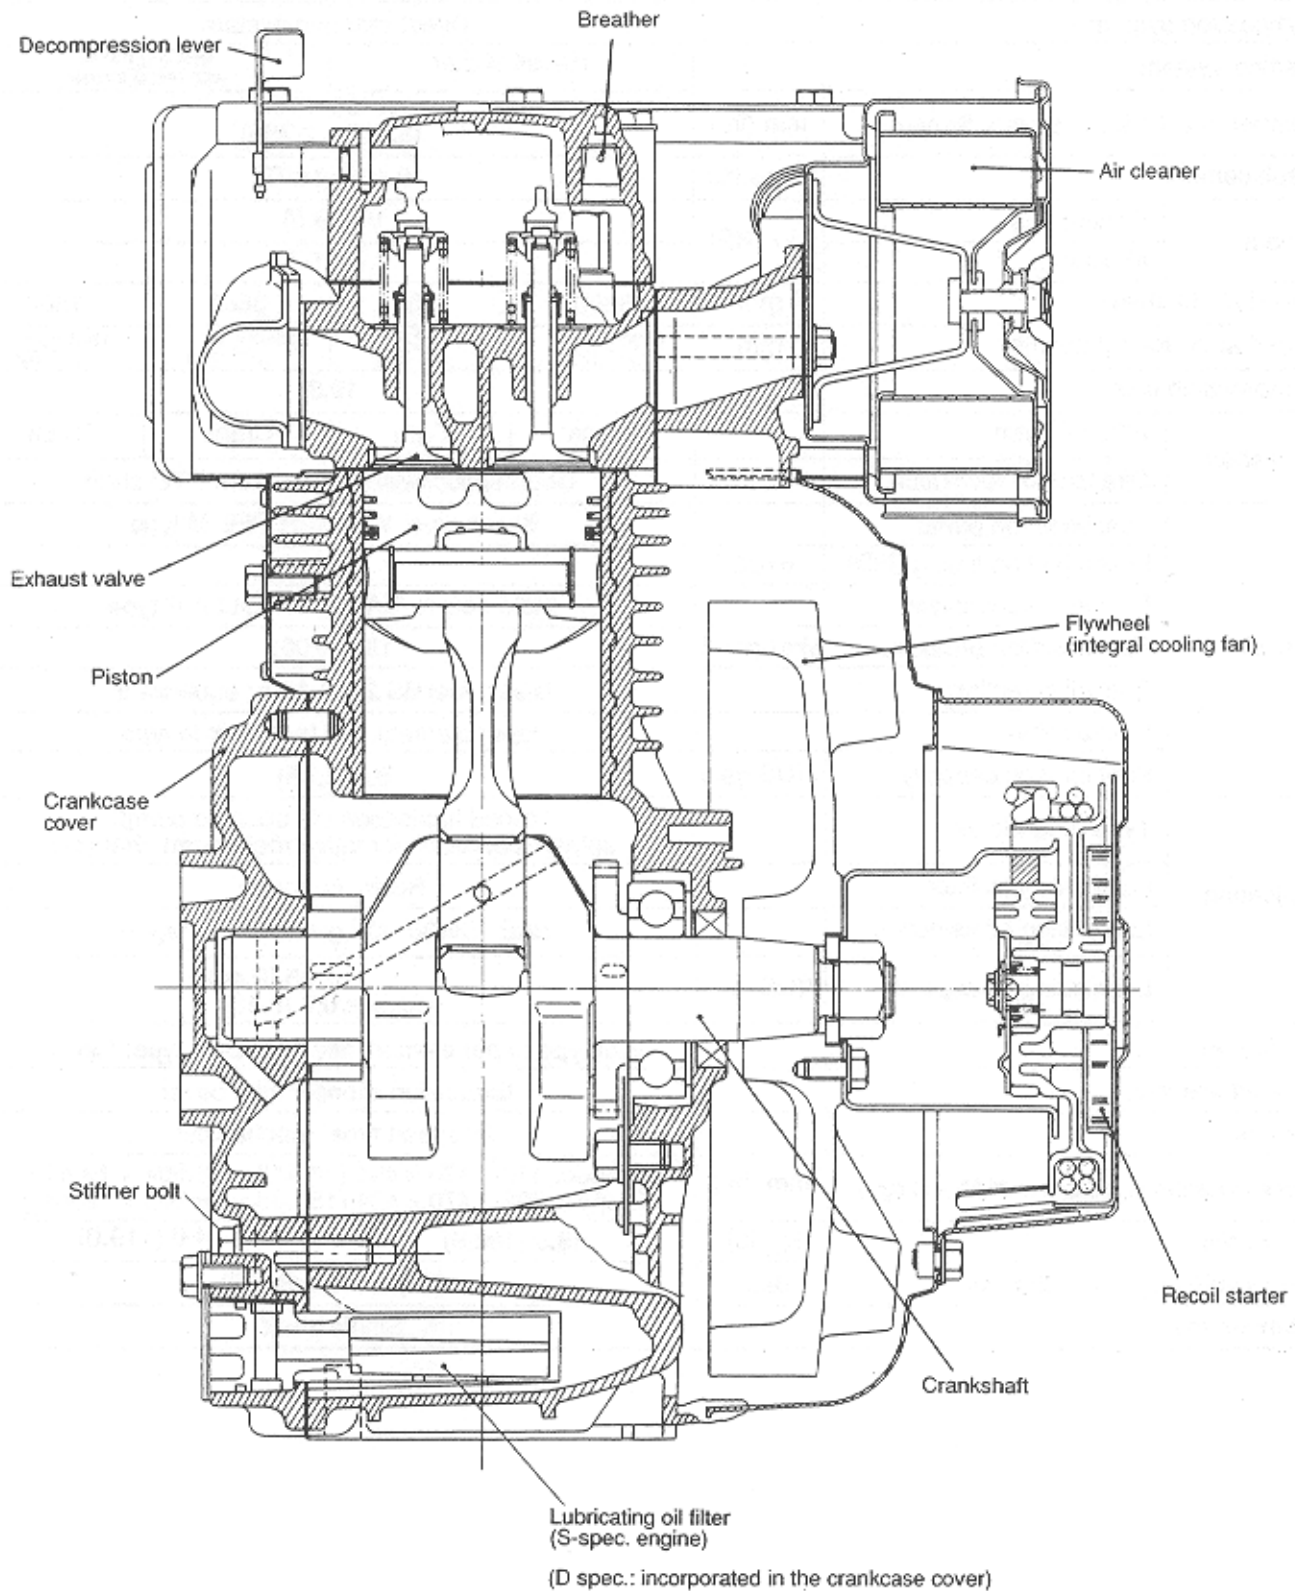 Breather
Decompression lever
Air cleaner
Exhaust valve
Flywheel
(integral cooling fan)
Piston
Crankcase
cover
Stiffner bolt
Recoil starter
Crankshaft
Lubricating oil filter
(S-spec. engine)
(D spec.: incorporated in the crankcase cover)